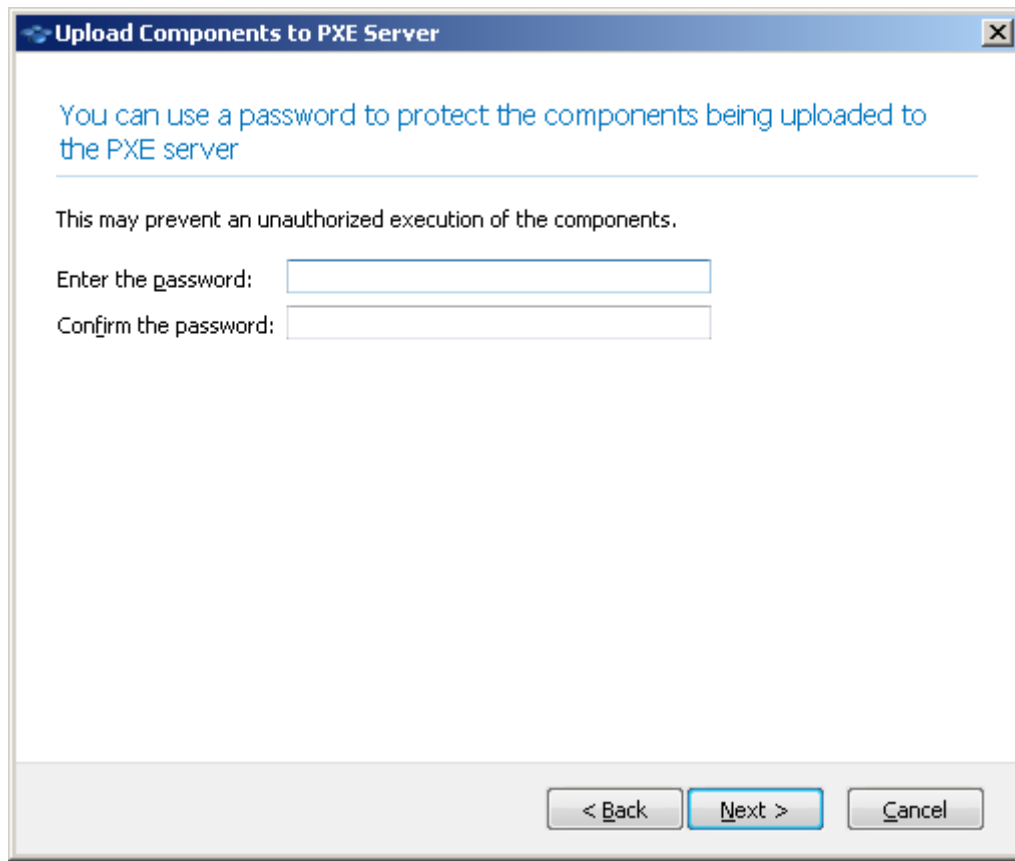 Upload Components to PXE Server
You can use a password to protect the components being uploaded to
the PXE server
This may prevent an unauthorized execution of the components.
Enter the password:
Confirm the password:
< Back
Next >
Cancel